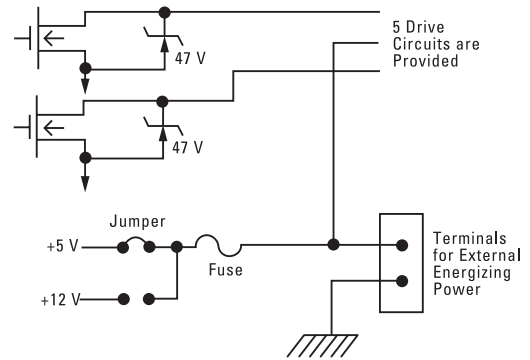 47 V
5 Drive
Circuits are
Provided
47 V
Jumper
+5 V
Fuse
+12 V
Terminals
for External
Energizing
Power